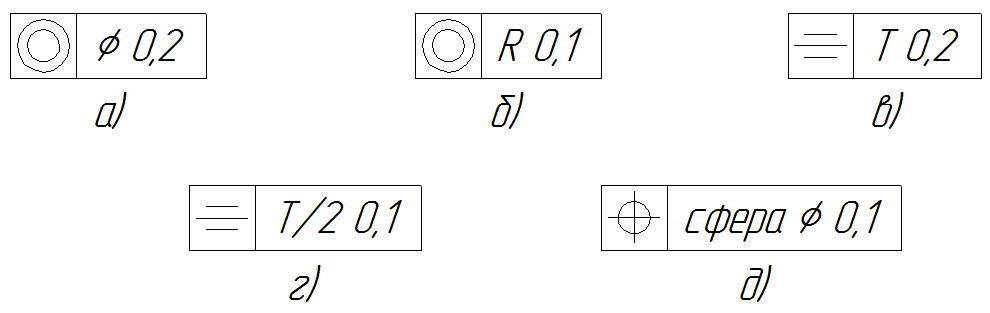 ⌀ 0,2
R 0,1
T 0,2
а)
б)
в)
T/2 0,1
сфера ⌀ 0,1
г)
д)